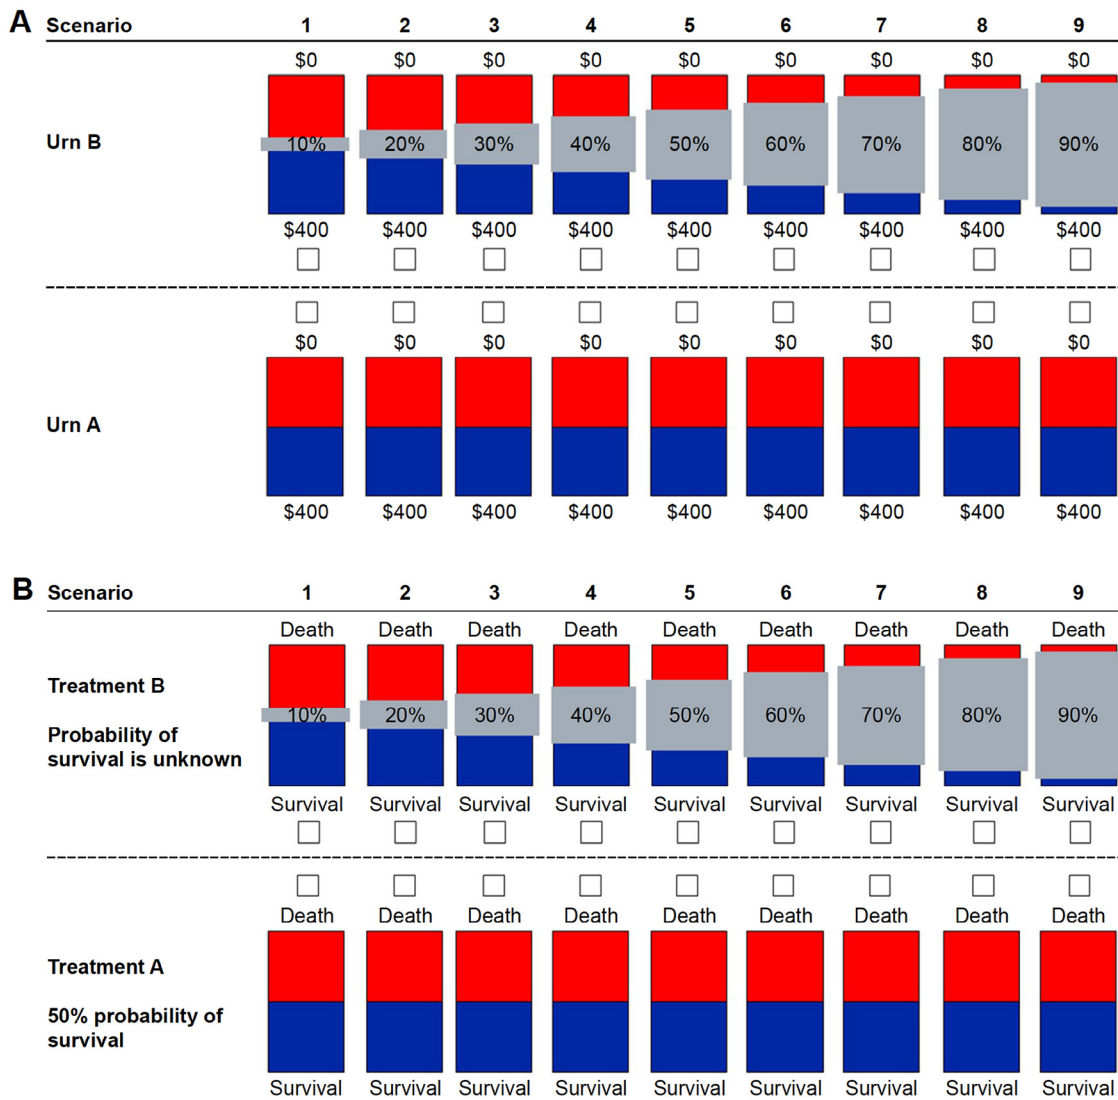 A Scenario 1 2 3 4 5 6 7 8 9
$0 $0 $0 $0 $0 $0 $0 $0 $0
Urn B 10% 20% 30% 40% 50% 60% 70% 80% 90%
$400 $400 $400 $400 $400 $400 $400 $400 $400
$0 $0 $0 $0 $0 $0 $0 $0 $0
Urn A
$400 $400 $400 $400 $400 $400 $400 $400 $400
B Scenario 1 2 3 4 5 6 7 8 9
Death Death Death Death Death Death Death Death Death
Treatment B
10% 20% 30% 40% 50% 60% 70% 80% 90%
Probability of
survival is unknown
Survival Survival Survival Survival Survival Survival Survival Survival Survival
Death Death Death Death Death Death Death Death Death
Treatment A
50% probability of
survival
Survival Survival Survival Survival Survival Survival Survival Survival Survival